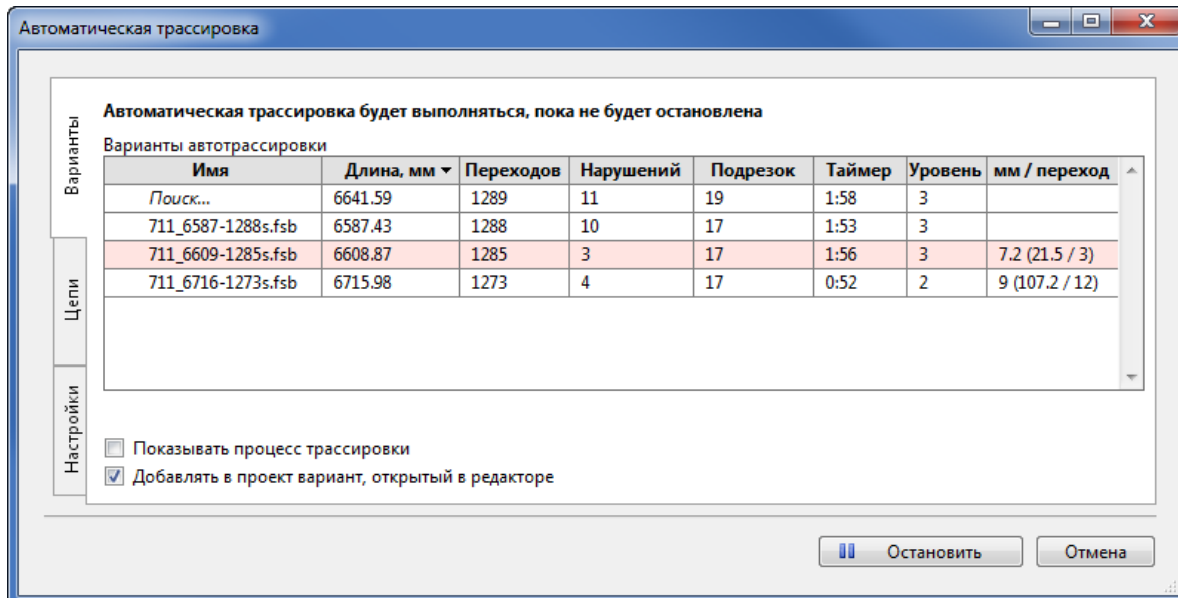 Автоматическая трассировка
Варианты
Цепи
Настройки
Автоматическая трассировка будет выполняться, пока не будет остановлена
Варианты автотрассировки
Имя Длина, мм Переходов Нарушений Подрезок Таймер Уровень мм / переход
Поиск... 6641.59 1289 11 19 1:58 3
711_6587-1288s.fsb 6587.43 1288 10 17 1:53 3
711_6609-1285s.fsb 6608.87 1285 3 17 1:56 3 7.2 (21.5 / 3)
711_6716-1273s.fsb 6715.98 1273 4 17 0:52 2 9 (107.2 / 12)
Показывать процесс трассировки
Добавлять в проект вариант, открытый в редакторе
Остановить Отмена